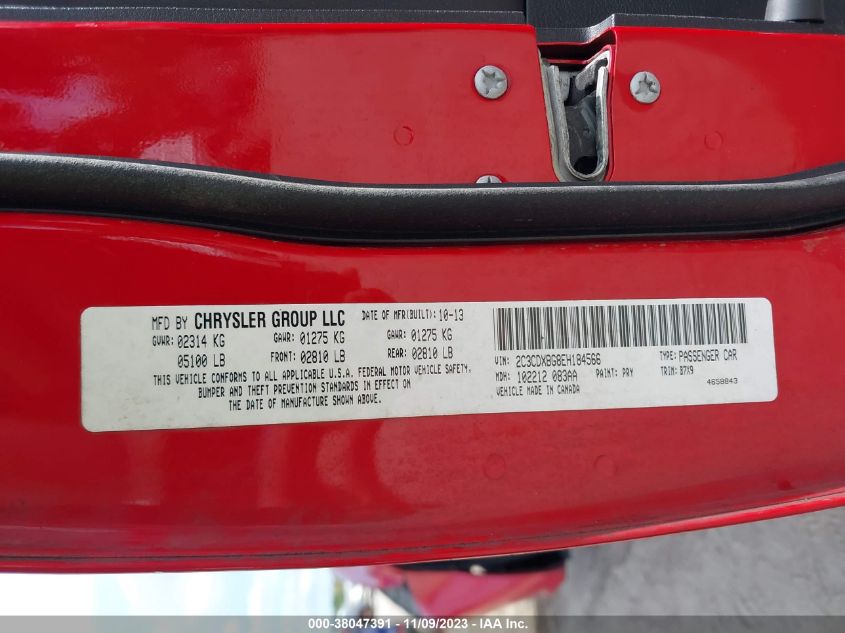 MFD BY CHRYSLER GROUP LLC DATE OF MFR(BUILT): 10-13
GVWR: 02314 KG GAWR: 01275 KG GAWR: 01275 KG
05100 LB FRONT: 02810 LB REAR: 02810 LB
THIS VEHICLE CONFORMS TO ALL APPLICABLE U.S.A. FEDERAL MOTOR VEHICLE SAFETY,
BUMPER AND THEFT PREVENTION STANDARDS IN EFFECT ON
THE DATE OF MANUFACTURE SHOWN ABOVE.
VIN: 2C3CDXBG8EH184566 TYPE: PASSENGER CAR
MDH: 102212 083AA PAINT: PRY TRIM: B7X9
VEHICLE MADE IN CANADA 4658843
000-38047391 - 11/09/2023 - IAA Inc.